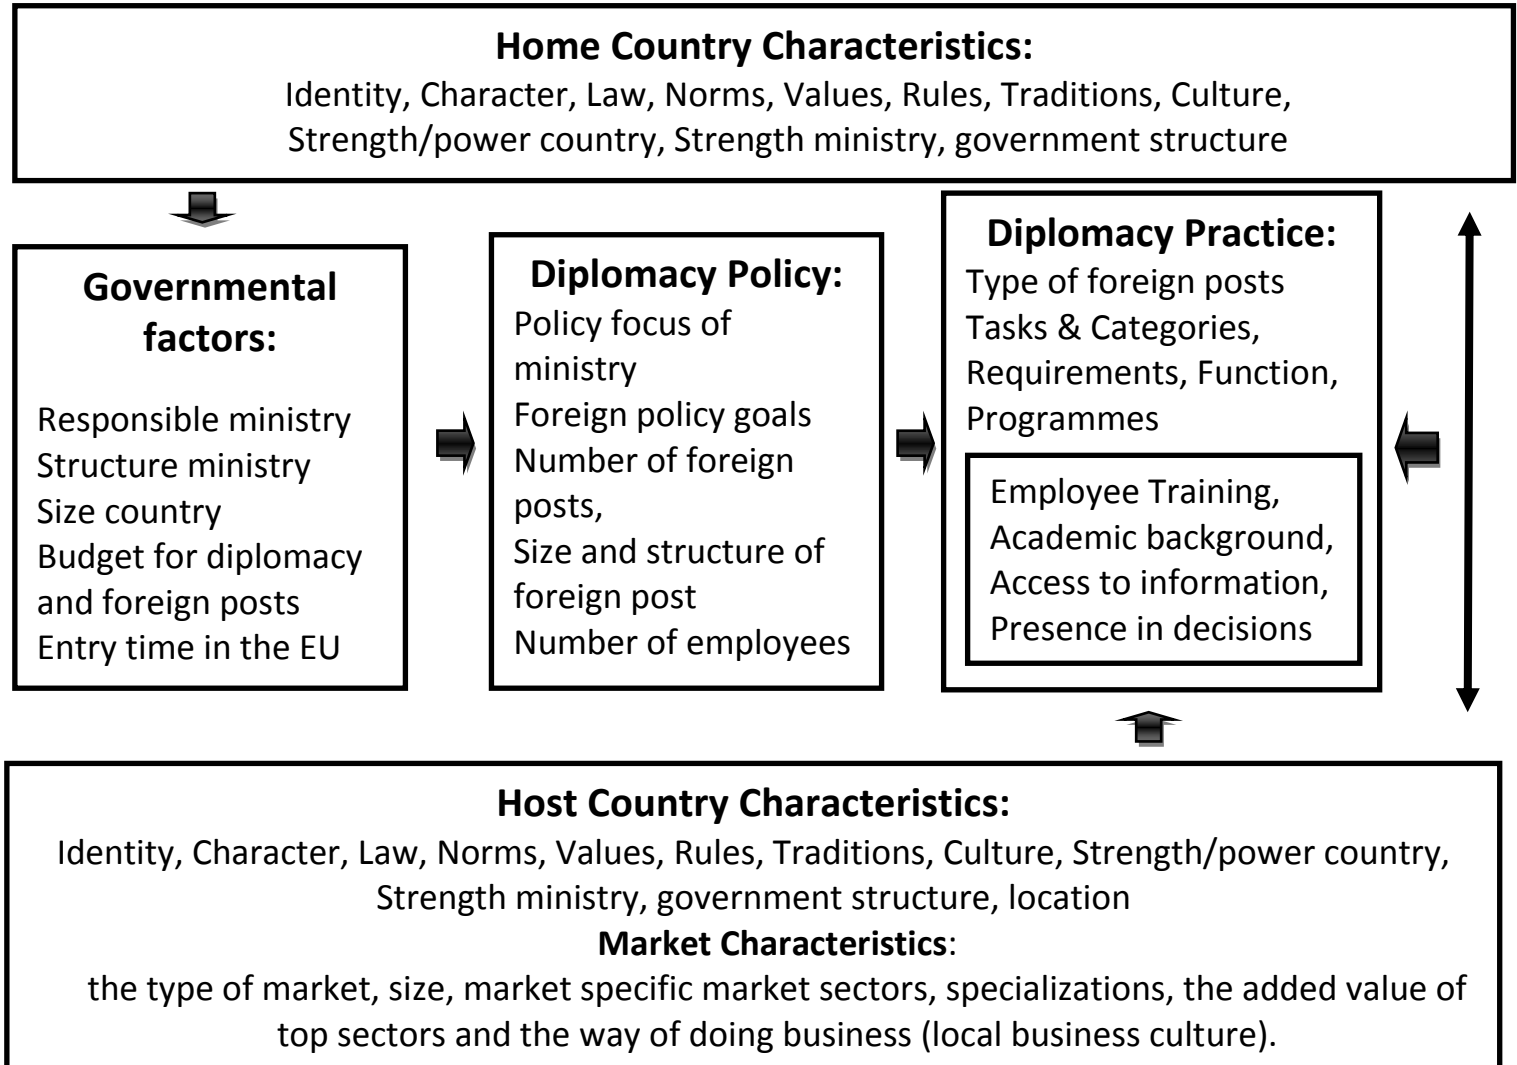 Home Country Characteristics:
Identity, Character, Law, Norms, Values, Rules, Traditions, Culture,
Strength/power country, Strength ministry, government structure
Governmental
factors:
Responsible ministry
Structure ministry
Size country
Budget for diplomacy
and foreign posts
Entry time in the EU
Diplomacy Policy:
Policy focus of
ministry
Foreign policy goals
Number of foreign
posts,
Size and structure of
foreign post
Number of employees
Diplomacy Practice:
Type of foreign posts
Tasks & Categories,
Requirements, Function,
Programmes
Employee Training,
Academic background,
Access to information,
Presence in decisions
Host Country Characteristics:
Identity, Character, Law, Norms, Values, Rules, Traditions, Culture, Strength/power country,
Strength ministry, government structure, location
Market Characteristics:
the type of market, size, market specific market sectors, specializations, the added value of
top sectors and the way of doing business (local business culture).